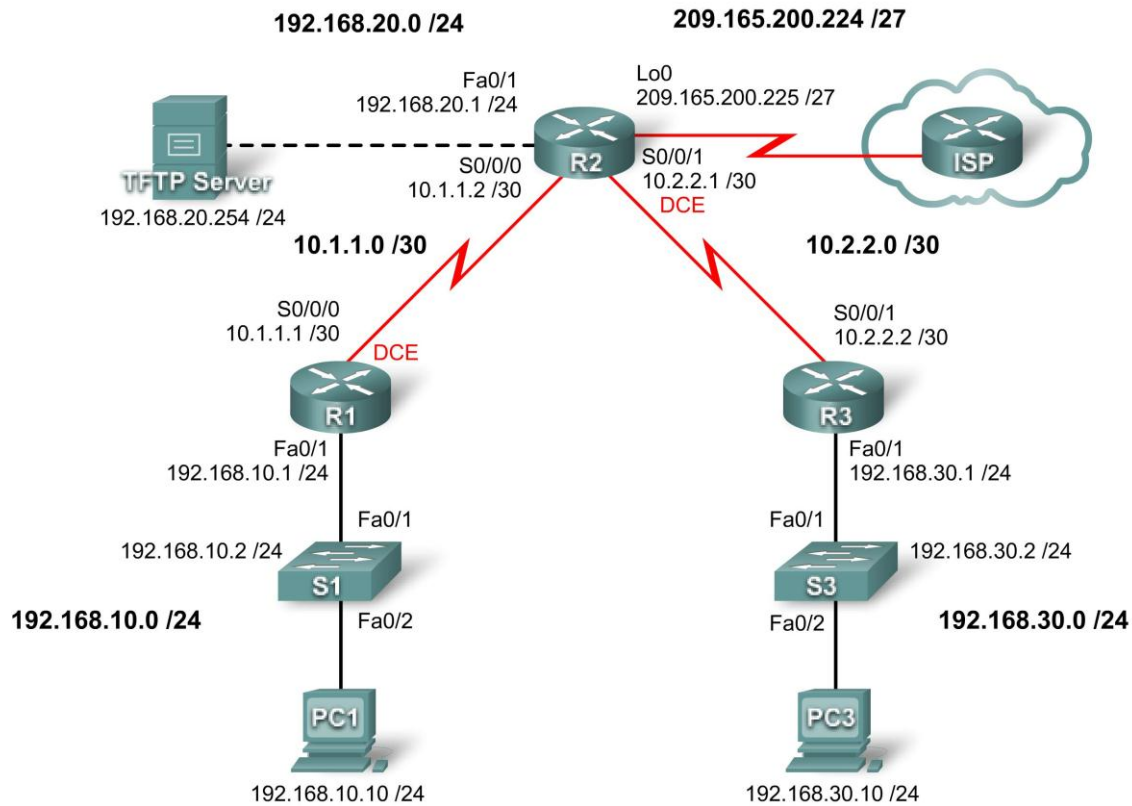 192.168.20.0 /24
209.165.200.224 /27
Fa0/1
192.168.20.1 /24
Lo0
209.165.200.225 /27
TFTP Server
192.168.20.254 /24
S0/0/0
10.1.1.2 /30
R2
S0/0/1
10.2.2.1 /30
DCE
ISP
10.1.1.0 /30
10.2.2.0 /30
S0/0/0
10.1.1.1 /30
DCE
S0/0/1
10.2.2.2 /30
R1
R3
Fa0/1
192.168.10.1 /24
Fa0/1
192.168.30.1 /24
Fa0/1
Fa0/1
192.168.10.2 /24
192.168.30.2 /24
S1
S3
192.168.10.0 /24
Fa0/2
Fa0/2
192.168.30.0 /24
PC1
PC3
192.168.10.10 /24
192.168.30.10 /24